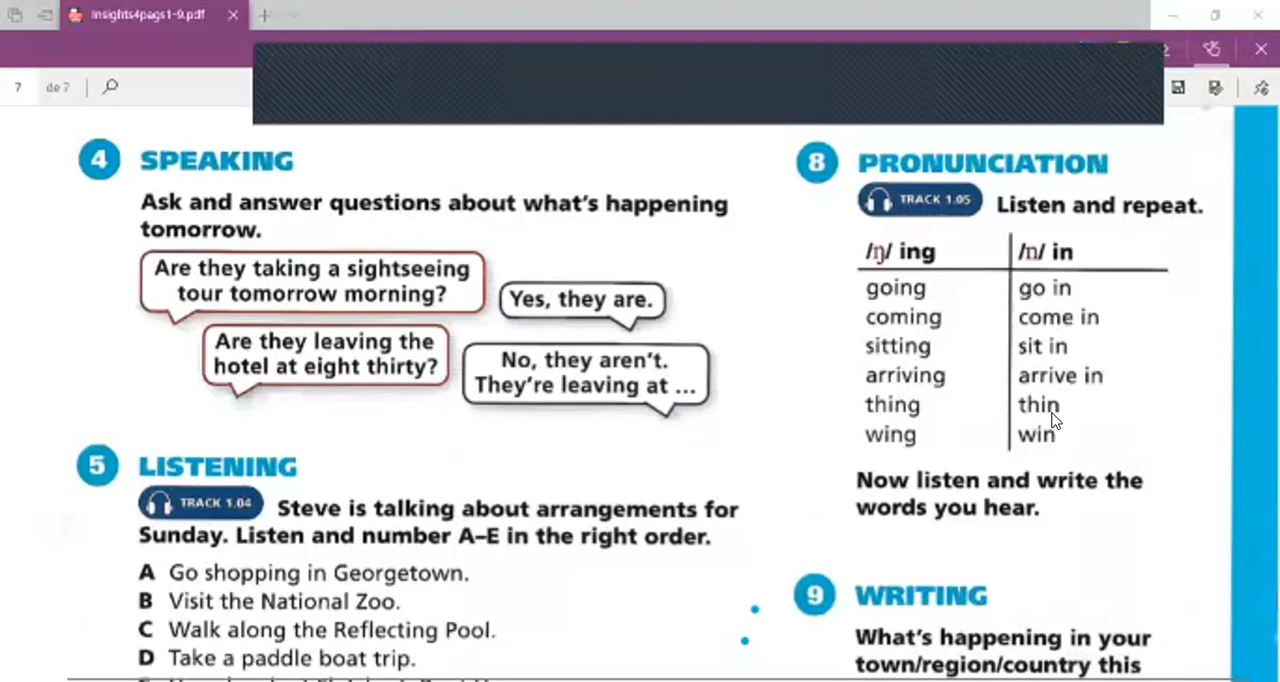 Insights4pags1-9.pdf
7 de 7
4 SPEAKING
Ask and answer questions about what's happening
tomorrow.
Are they taking a sightseeing
tour tomorrow morning?
Yes, they are.
Are they leaving the
hotel at eight thirty?
No, they aren't.
They're leaving at ...
5 LISTENING
TRACK 1.04 Steve is talking about arrangements for
Sunday. Listen and number A–E in the right order.
A Go shopping in Georgetown.
B Visit the National Zoo.
C Walk along the Reflecting Pool.
D Take a paddle boat trip.
8 PRONUNCIATION
TRACK 1.05 Listen and repeat.
/ŋ/ ing /n/ in
going go in
coming come in
sitting sit in
arriving arrive in
thing thin
wing win
Now listen and write the
words you hear.
9 WRITING
What's happening in your
town/region/country this